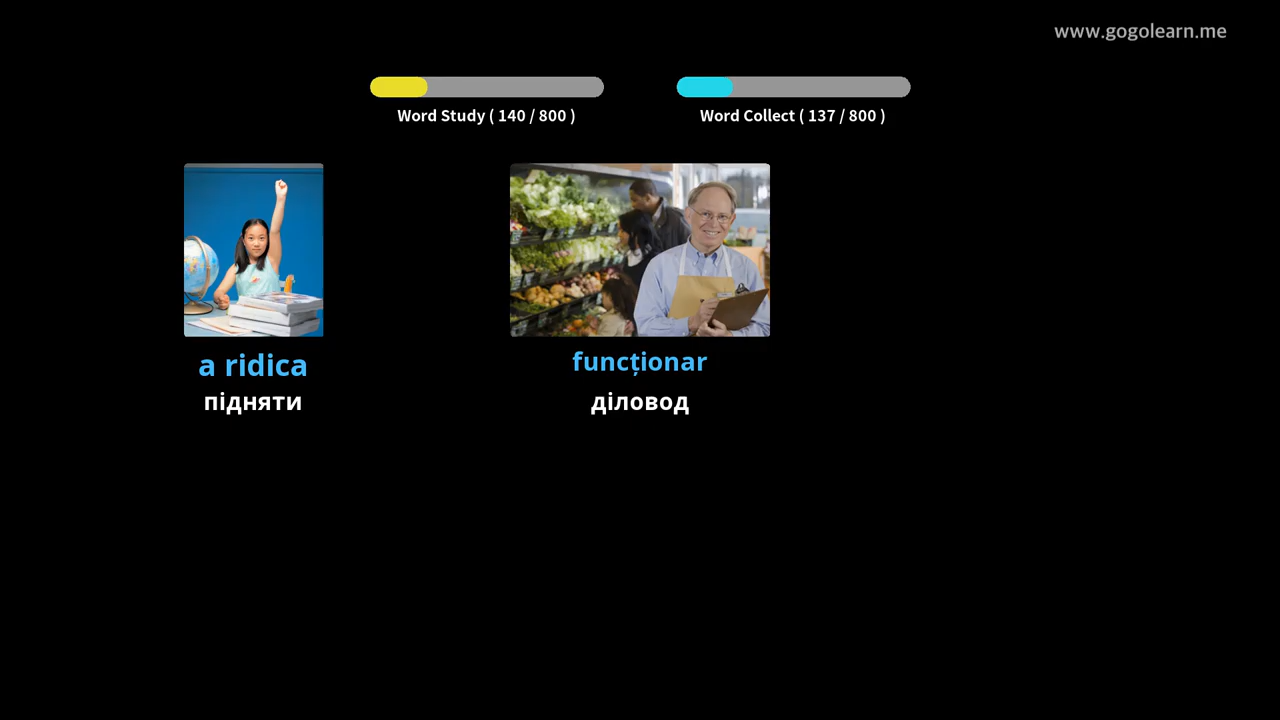 www.gogolearn.me
Word Study ( 140 / 800 )
Word Collect ( 137 / 800 )
a ridica
підняти
funcționar
діловод